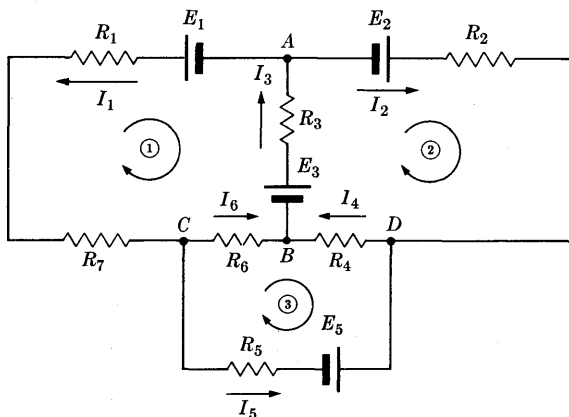 E₁ A E₂
R₁ R₂
I₁ I₃ I₂
R₃
① ②
E₃
I₆ I₄
C D
R₇ R₆ B R₄
③
E₅
R₅
I₅